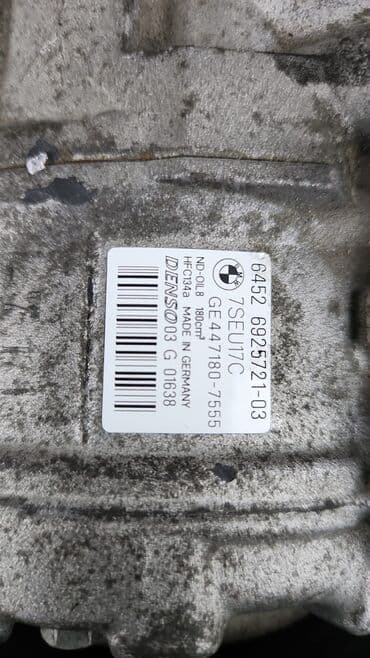 6452 6925721-03
7SEU17C
GE447180-7555
ND-OIL8 180cm³
HFC134a MADE IN GERMANY
DENSO 03 G 01638